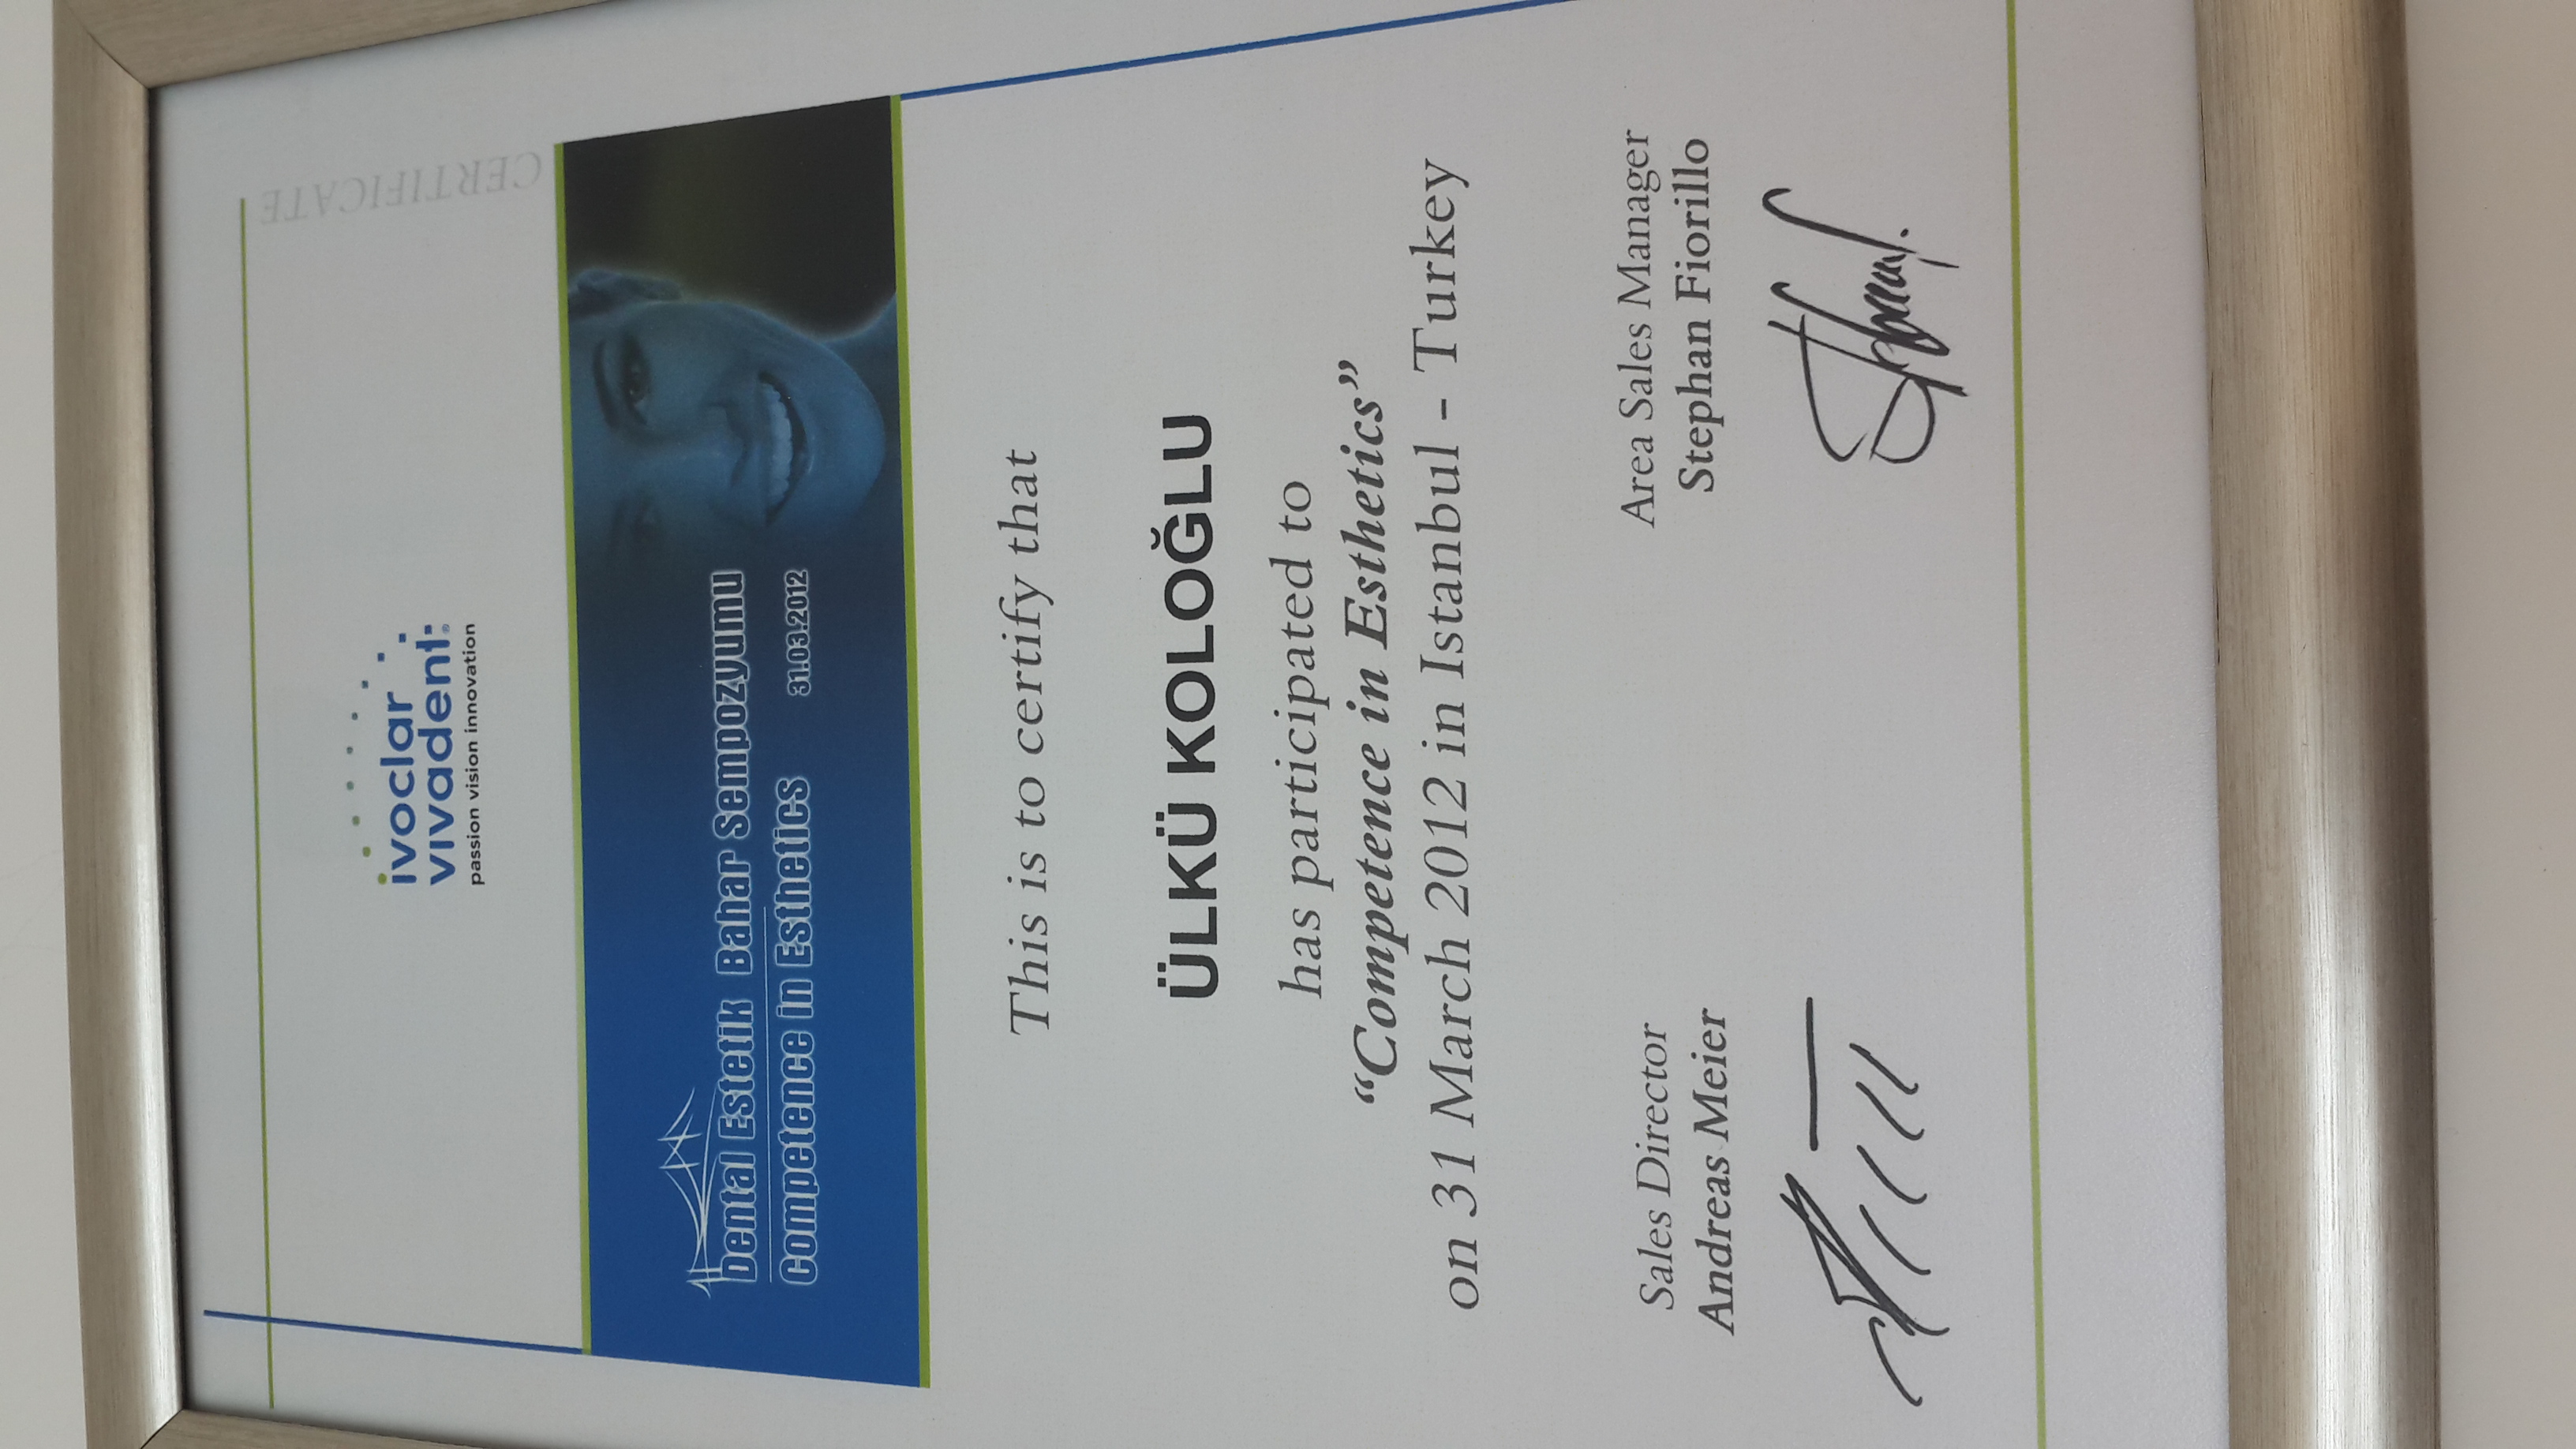 CERTIFICATE
ivoclar
vivadent®
passion vision innovation
Dental Estetik Bahar Sempozyumu
Competence in Esthetics 31.03.2012
This is to certify that
ÜLKÜ KOLOĞLU
has participated to
“Competence in Esthetics”
on 31 March 2012 in Istanbul - Turkey
Sales Director
Andreas Meier
Area Sales Manager
Stephan Fiorillo